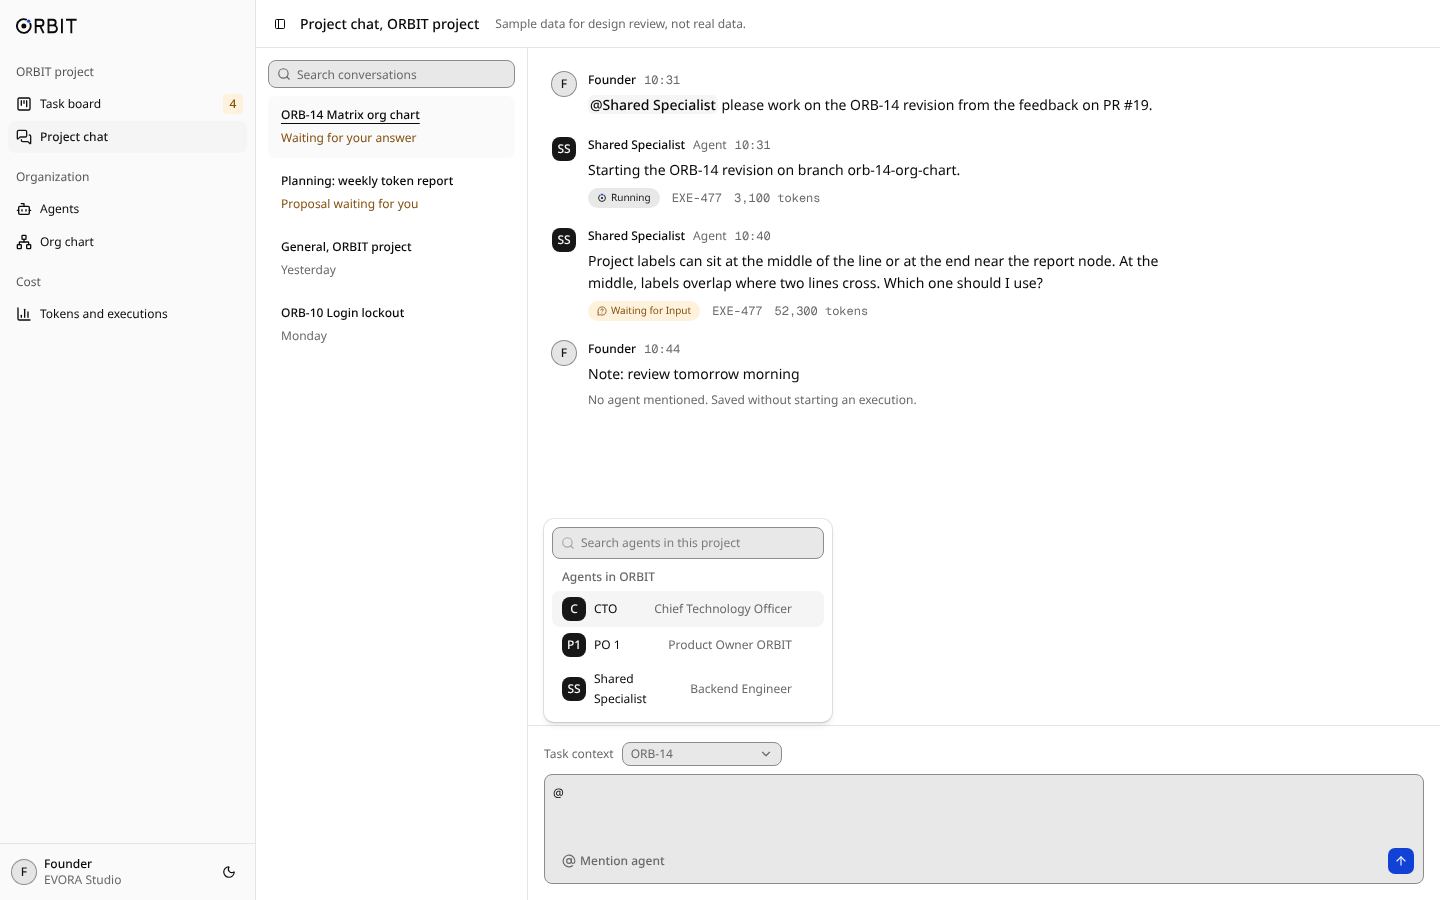 ORBIT
ORBIT project
Task board 4
Project chat
Organization
Agents
Org chart
Cost
Tokens and executions
F
Founder
EVORA Studio
Project chat, ORBIT project Sample data for design review, not real data.
Search conversations
ORB-14 Matrix org chart
Waiting for your answer
Planning: weekly token report
Proposal waiting for you
General, ORBIT project
Yesterday
ORB-10 Login lockout
Monday
F Founder 10:31
@Shared Specialist please work on the ORB-14 revision from the feedback on PR #19.
SS Shared Specialist Agent 10:31
Starting the ORB-14 revision on branch orb-14-org-chart.
Running EXE-477 3,100 tokens
SS Shared Specialist Agent 10:40
Project labels can sit at the middle of the line or at the end near the report node. At the
middle, labels overlap where two lines cross. Which one should I use?
Waiting for Input EXE-477 52,300 tokens
F Founder 10:44
Note: review tomorrow morning
No agent mentioned. Saved without starting an execution.
Search agents in this project
Agents in ORBIT
C CTO Chief Technology Officer
P1 PO 1 Product Owner ORBIT
SS Shared Specialist Backend Engineer
Task context ORB-14
@
@ Mention agent